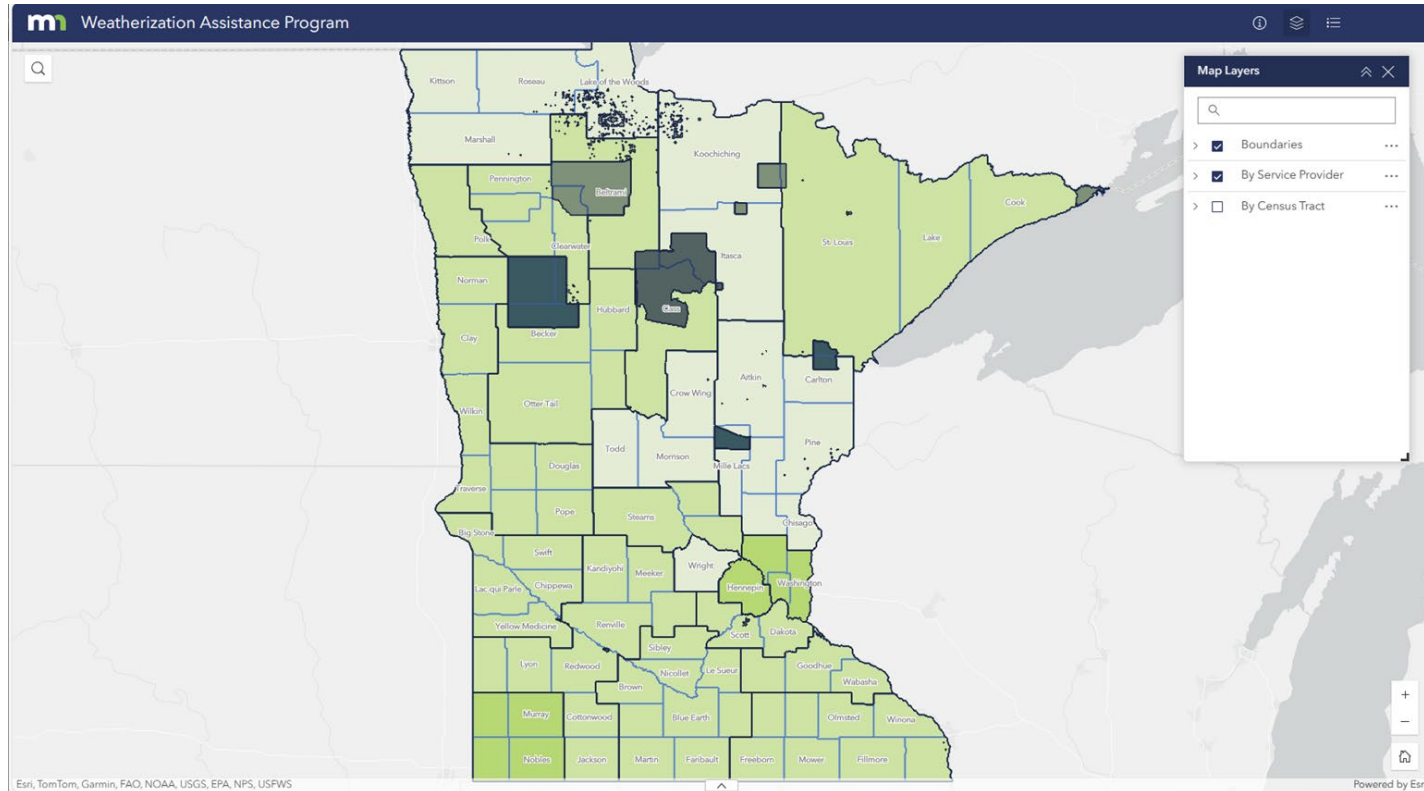 mn Weatherization Assistance Program
Map Layers
Boundaries
By Service Provider
By Census Tract
Kittson
Roseau
Lake of the Woods
Marshall
Koochiching
Pennington
Beltrami
Cook
Polk
Clearwater
St. Louis
Lake
Itasca
Norman
Hubbard
Cass
Clay
Becker
Aitkin
Carlton
Crow Wing
Wilkin
Otter Tail
Todd
Morrison
Pine
Mille Lacs
Douglas
Traverse
Pope
Stearns
Big Stone
Chisago
Swift
Kandiyohi
Meeker
Wright
Hennepin
Washington
Lac qui Parle
Chippewa
Yellow Medicine
Renville
Scott
Dakota
Sibley
Lyon
Redwood
Nicollet
Le Sueur
Goodhue
Wabasha
Brown
Murray
Cottonwood
Blue Earth
Olmsted
Winona
Nobles
Jackson
Martin
Faribault
Freeborn
Mower
Fillmore
Esri, TomTom, Garmin, FAO, NOAA, USGS, EPA, NPS, USFWS
Powered by Esr